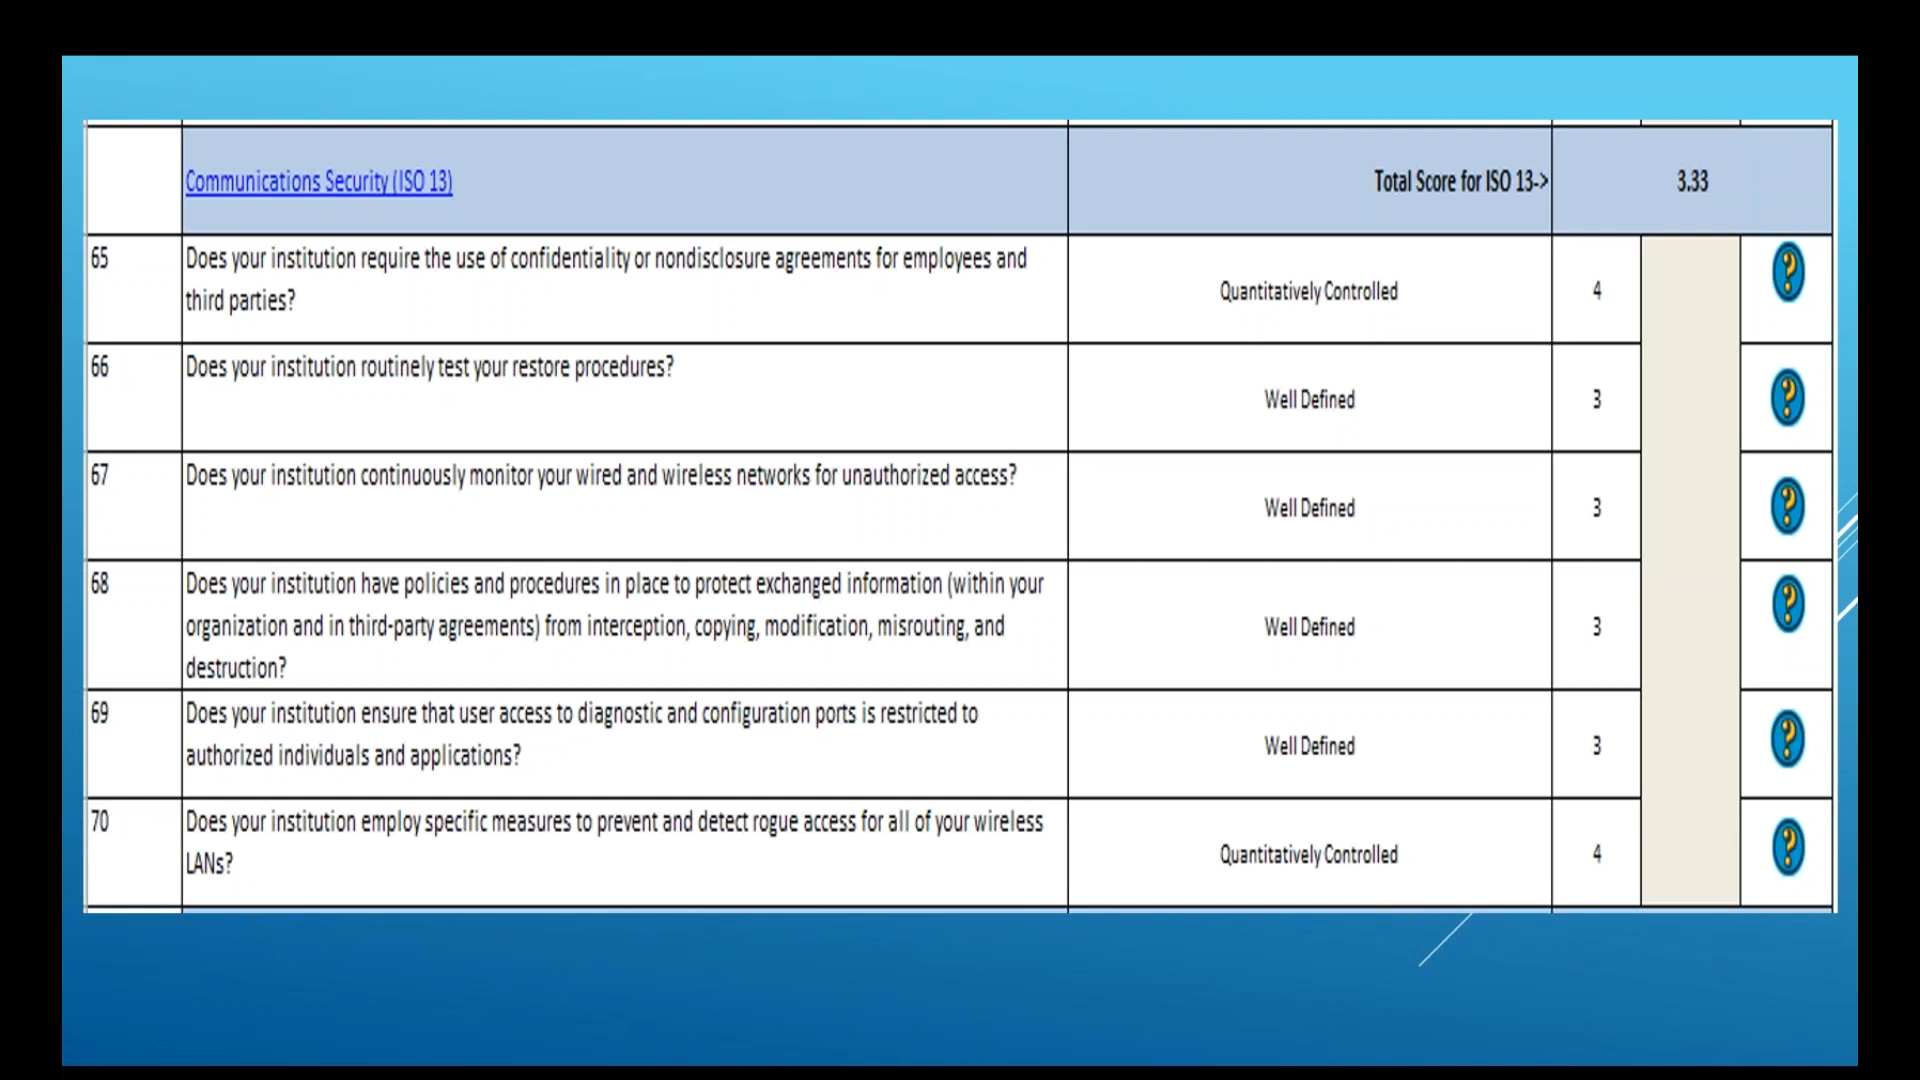 Communications Security (ISO 13)
Total Score for ISO 13->
3.33
65
Does your institution require the use of confidentiality or nondisclosure agreements for employees and
third parties?
Quantitatively Controlled
4
?
66
Does your institution routinely test your restore procedures?
Well Defined
3
?
67
Does your institution continuously monitor your wired and wireless networks for unauthorized access?
Well Defined
3
?
68
Does your institution have policies and procedures in place to protect exchanged information (within your
organization and in third-party agreements) from interception, copying, modification, misrouting, and
destruction?
Well Defined
3
?
69
Does your institution ensure that user access to diagnostic and configuration ports is restricted to
authorized individuals and applications?
Well Defined
3
?
70
Does your institution employ specific measures to prevent and detect rogue access for all of your wireless
LANs?
Quantitatively Controlled
4
?